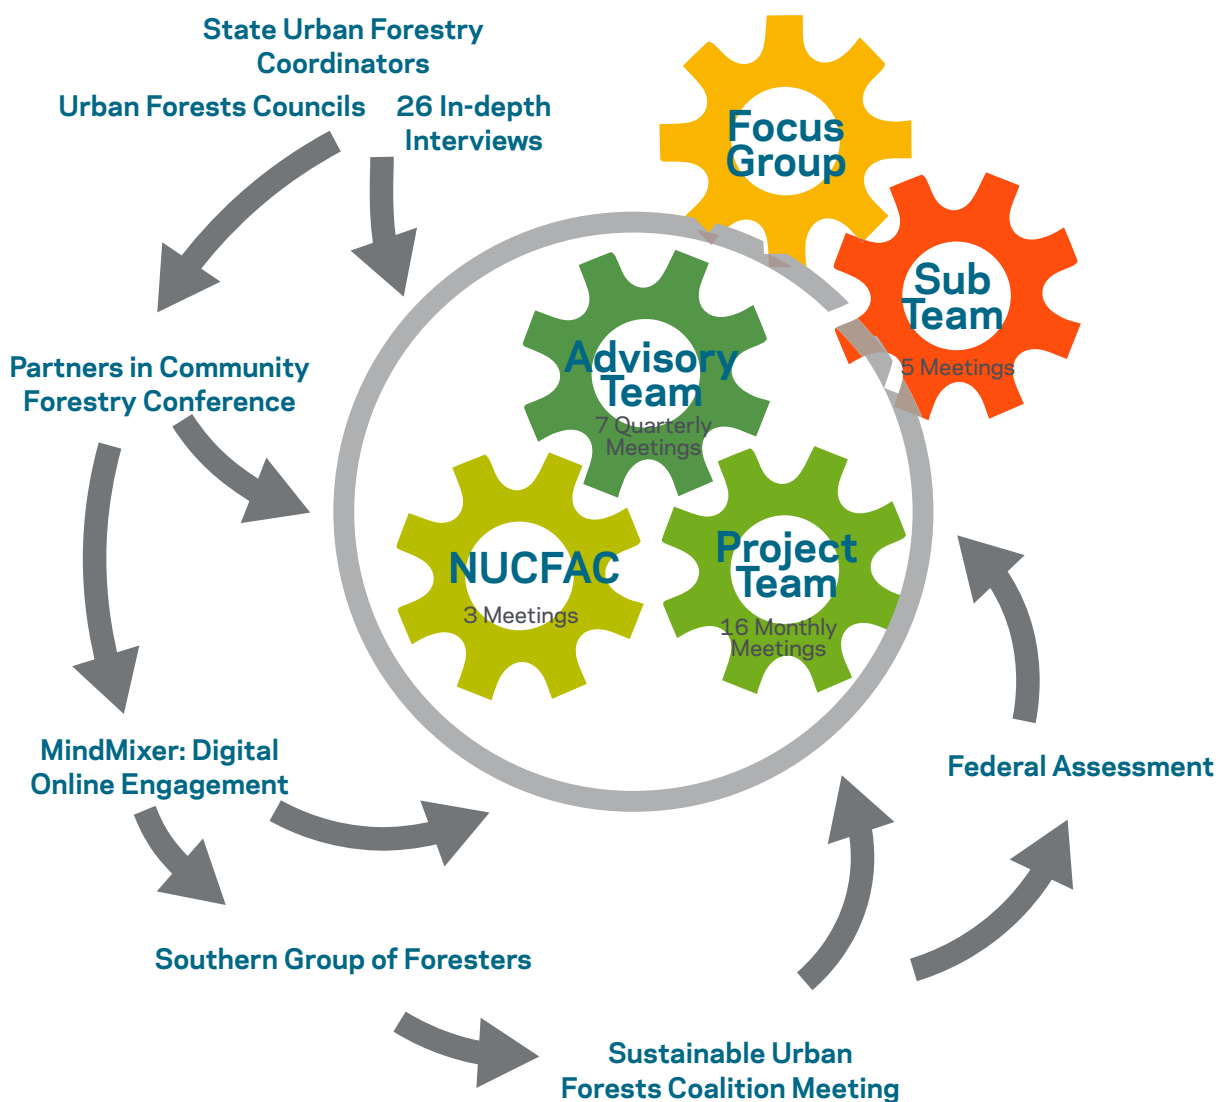 State Urban Forestry
Coordinators
Urban Forests Councils
26 In-depth
Interviews
Focus
Group
Sub
Team
5 Meetings
Advisory
Team
7 Quarterly
Meetings
Partners in Community
Forestry Conference
NUCFAC
3 Meetings
Project
Team
16 Monthly
Meetings
MindMixer: Digital
Online Engagement
Federal Assessment
Southern Group of Foresters
Sustainable Urban
Forests Coalition Meeting